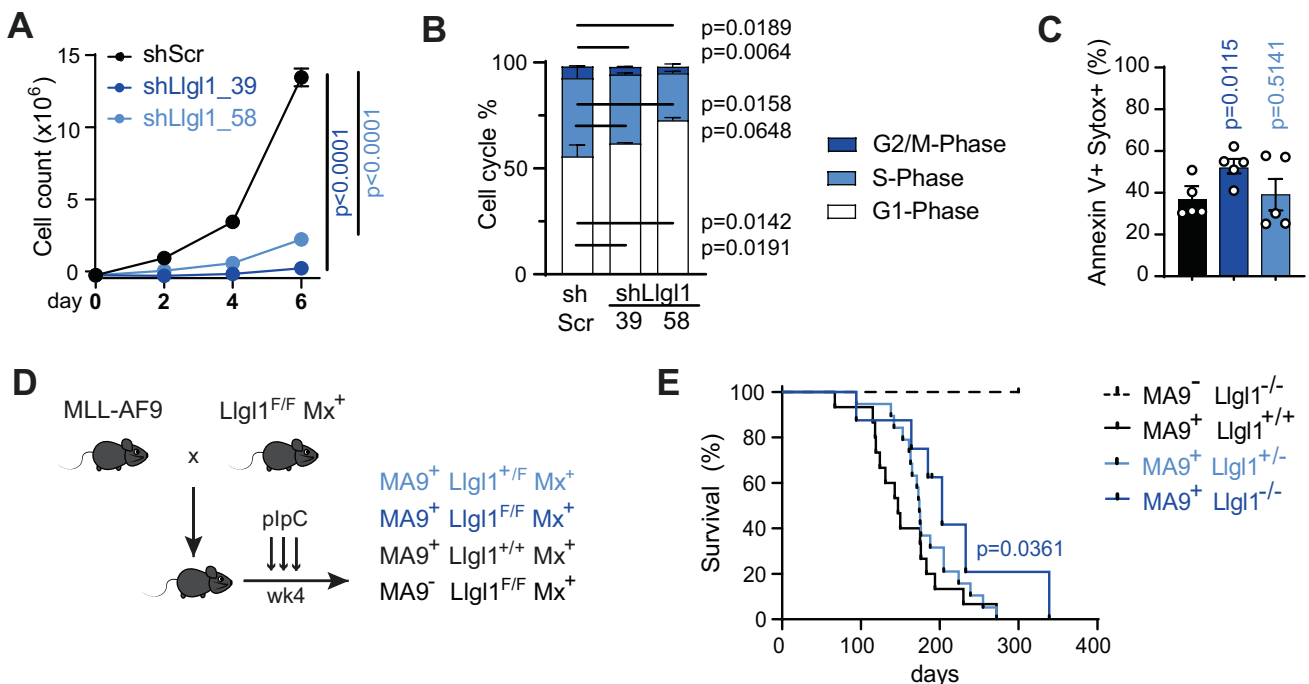 A
15
10
5
0
Cell count (x10⁶)
shScr
shLlgl1_39
shLlgl1_58
p<0.0001
p<0.0001
day 0 2 4 6
B
100
50
0
Cell cycle %
p=0.0189
p=0.0064
p=0.0158
p=0.0648
p=0.0142
p=0.0191
sh shLlgl1
Scr 39 58
G2/M-Phase
S-Phase
G1-Phase
C
100
80
60
40
20
0
Annexin V+ Sytox+ (%)
p=0.0115
p=0.5141
D
MLL-AF9
Llgl1F/F Mx+
x
pIpC
wk4
MA9+ Llgl1+/F Mx+
MA9+ Llgl1F/F Mx+
MA9+ Llgl1+/+ Mx+
MA9- Llgl1F/F Mx+
E
100
80
60
40
20
0
Survival (%)
p=0.0361
0 100 200 300 400
days
MA9- Llgl1-/-
MA9+ Llgl1+/+
MA9+ Llgl1+/-
MA9+ Llgl1-/-